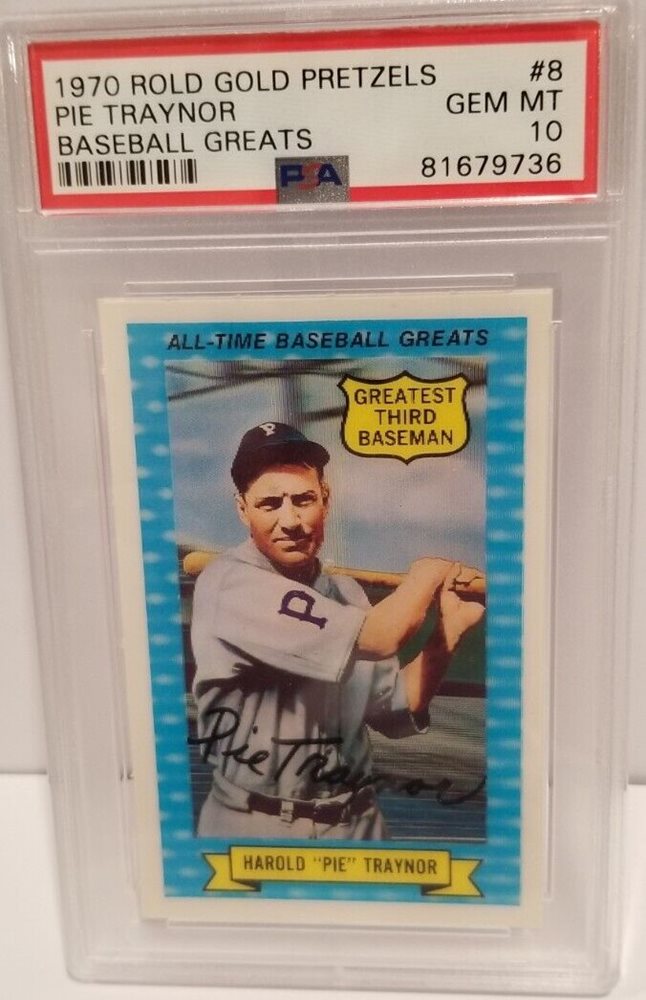 1970 ROLD GOLD PRETZELS #8
PIE TRAYNOR GEM MT
BASEBALL GREATS 10
PSA 81679736
ALL-TIME BASEBALL GREATS
GREATEST
THIRD
BASEMAN
P
P
Pie Traynor
HAROLD "PIE" TRAYNOR